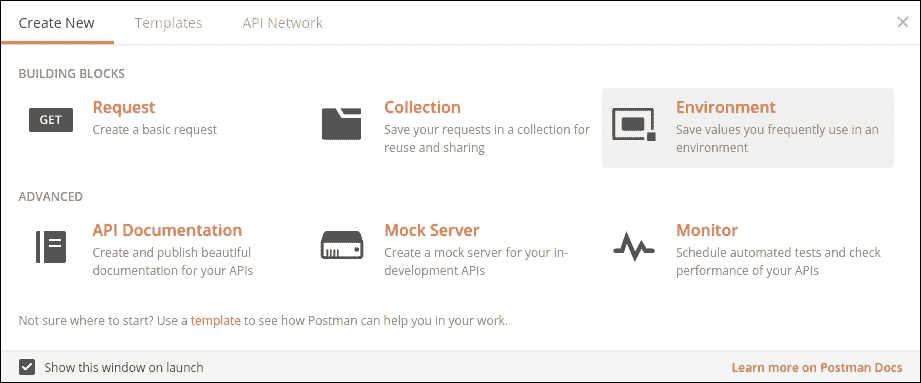 Create New
Templates
API Network
BUILDING BLOCKS
GET
Request
Create a basic request
Collection
Save your requests in a collection for
reuse and sharing
Environment
Save values you frequently use in an
environment
ADVANCED
API Documentation
Create and publish beautiful
documentation for your APIs
Mock Server
Create a mock server for your in-
development APIs
Monitor
Schedule automated tests and check
performance of your APIs
Not sure where to start? Use a template to see how Postman can help you in your work.
Show this window on launch
Learn more on Postman Docs